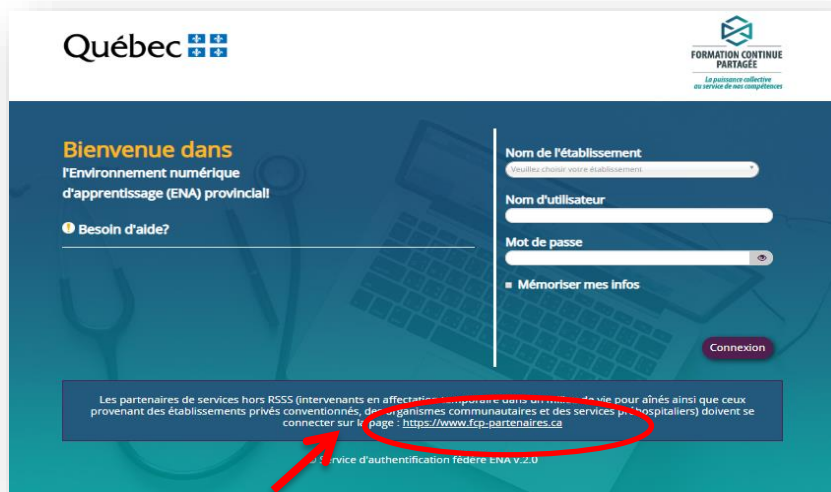 Québec
FORMATION CONTINUE
PARTAGÉE
La puissance collective
au service de nos compétences
Bienvenue dans
l'Environnement numérique
d'apprentissage (ENA) provincial!
Besoin d'aide?
Nom de l'établissement
Veuillez choisir votre établissement
Nom d'utilisateur
Mot de passe
Mémoriser mes infos
Connexion
Les partenaires de services hors RSSS (intervenants en affectation temporaire dans un milieu de vie pour aînés ainsi que ceux
provenant des établissements privés conventionnés, des organismes communautaires et des services préhospitaliers) doivent se
connecter sur la page : https://www.fcp-partenaires.ca
Service d'authentification fédéré ENA v.2.0